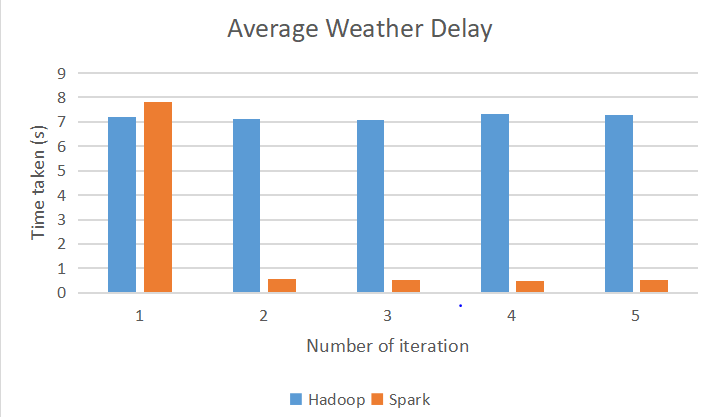 Average Weather Delay
Time taken (s)
9
8
7
6
5
4
3
2
1
0
1 2 3 4 5
Number of iteration
Hadoop Spark